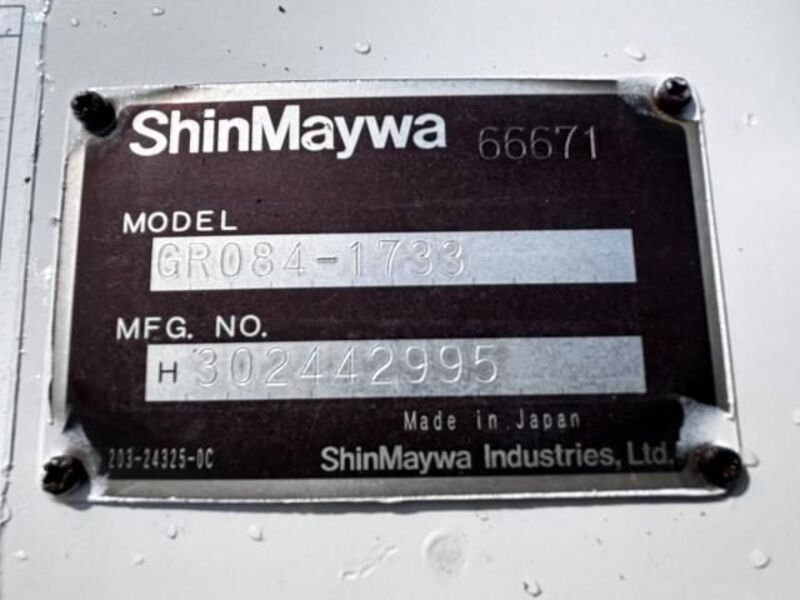 ShinMaywa 66671
MODEL
GR084-1733
MFG. NO.
H 302442995
Made in Japan
203-24325-0C ShinMaywa Industries, Ltd.